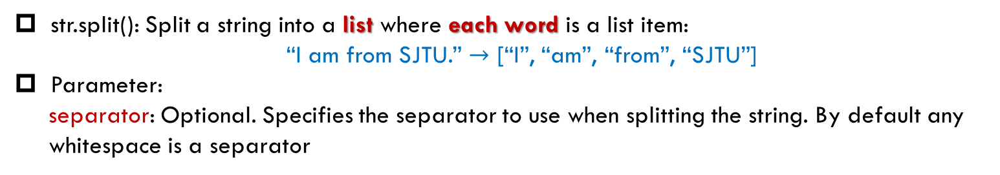 str.split(): Split a string into a list where each word is a list item:
“I am from SJTU.” → [“I”, “am”, “from”, “SJTU”]
Parameter:
separator: Optional. Specifies the separator to use when splitting the string. By default any
whitespace is a separator